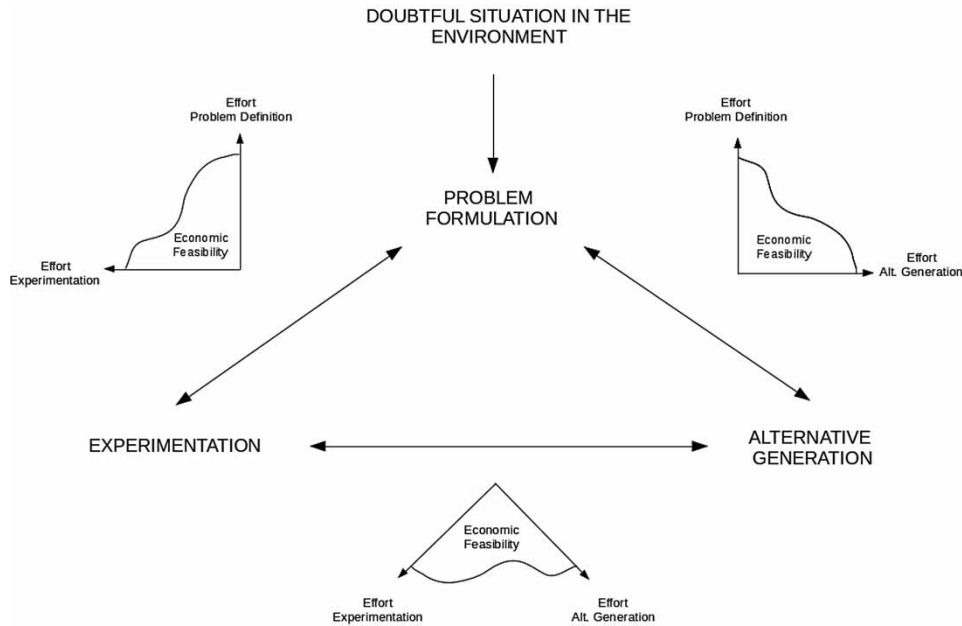 DOUBTFUL SITUATION IN THE
ENVIRONMENT
Effort
Problem Definition
Effort
Problem Definition
PROBLEM
FORMULATION
Economic
Feasibility
Economic
Feasibility
Effort
Experimentation
Effort
Alt. Generation
EXPERIMENTATION
ALTERNATIVE
GENERATION
Economic
Feasibility
Effort
Experimentation
Effort
Alt. Generation